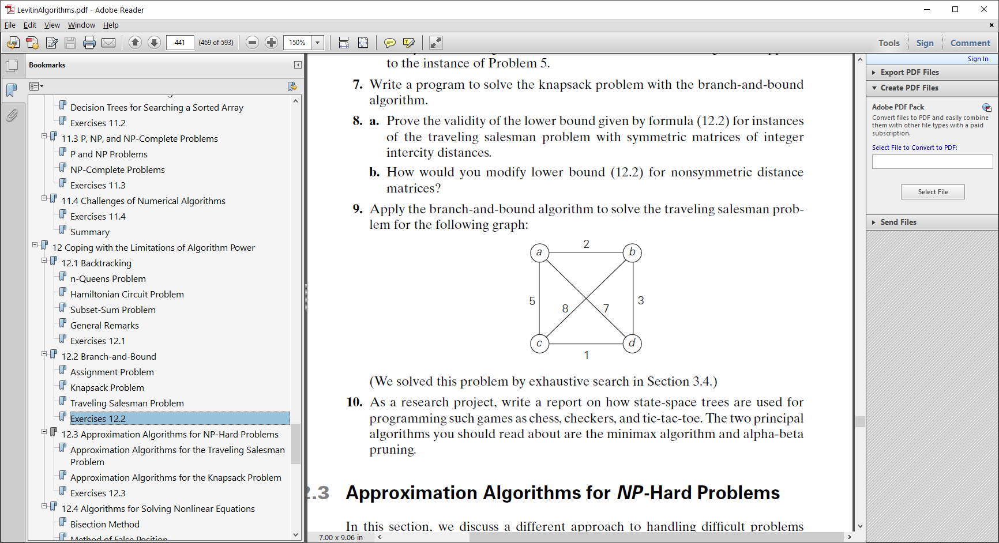 LevitinAlgorithms.pdf - Adobe Reader
File Edit View Window Help
441 (469 of 593) 150% Tools Sign Comment
Bookmarks
Decision Trees for Searching a Sorted Array
Exercises 11.2
11.3 P, NP, and NP-Complete Problems
P and NP Problems
NP-Complete Problems
Exercises 11.3
11.4 Challenges of Numerical Algorithms
Exercises 11.4
Summary
12 Coping with the Limitations of Algorithm Power
12.1 Backtracking
n-Queens Problem
Hamiltonian Circuit Problem
Subset-Sum Problem
General Remarks
Exercises 12.1
12.2 Branch-and-Bound
Assignment Problem
Knapsack Problem
Traveling Salesman Problem
Exercises 12.2
12.3 Approximation Algorithms for NP-Hard Problems
Approximation Algorithms for the Traveling Salesman
Problem
Approximation Algorithms for the Knapsack Problem
Exercises 12.3
12.4 Algorithms for Solving Nonlinear Equations
Bisection Method
Method of False Position
to the instance of Problem 5.
7. Write a program to solve the knapsack problem with the branch-and-bound
algorithm.
8. a. Prove the validity of the lower bound given by formula (12.2) for instances
of the traveling salesman problem with symmetric matrices of integer
intercity distances.
b. How would you modify lower bound (12.2) for nonsymmetric distance
matrices?
9. Apply the branch-and-bound algorithm to solve the traveling salesman prob-
lem for the following graph:
2
a b
5 8 7 3
c d
1
(We solved this problem by exhaustive search in Section 3.4.)
10. As a research project, write a report on how state-space trees are used for
programming such games as chess, checkers, and tic-tac-toe. The two principal
algorithms you should read about are the minimax algorithm and alpha-beta
pruning.
2.3 Approximation Algorithms for NP-Hard Problems
In this section, we discuss a different approach to handling difficult problems
7.00 x 9.06 in
Sign In
Export PDF Files
Create PDF Files
Adobe PDF Pack
Convert files to PDF and easily combine
them with other file types with a paid
subscription.
Select File to Convert to PDF:
Select File
Send Files